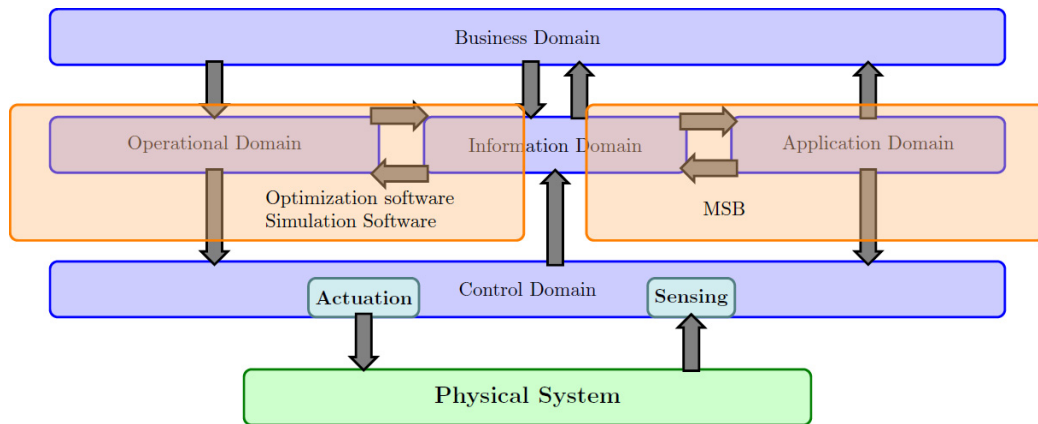 Business Domain
Operational Domain
Information Domain
Application Domain
Optimization software
Simulation Software
MSB
Control Domain
Actuation
Sensing
Physical System